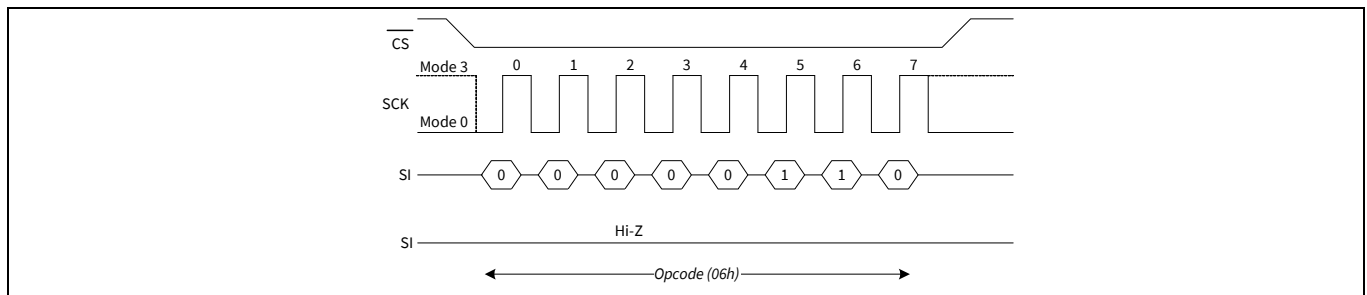 CS
Mode 3 0 1 2 3 4 5 6 7
SCK
Mode 0
SI 0 0 0 0 0 1 1 0
Hi-Z
SI
Opcode (06h)